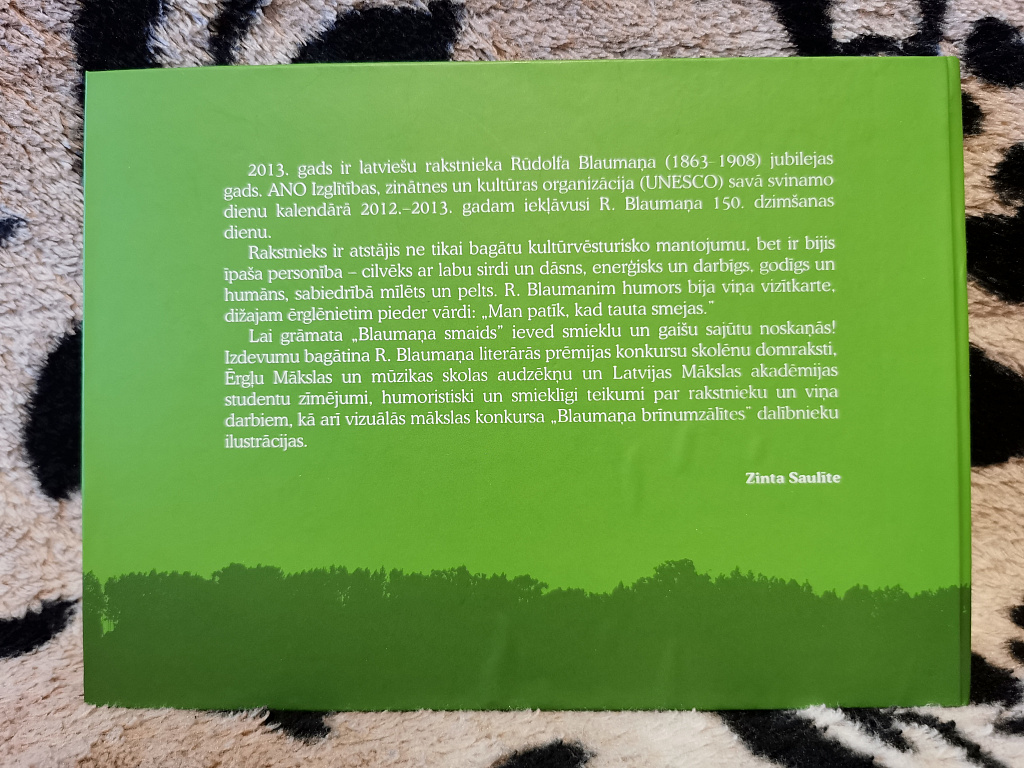 2013. gads ir latviešu rakstnieka Rūdolfa Blaumaņa (1863–1908) jubilejas
gads. ANO Izglītības, zinātnes un kultūras organizācija (UNESCO) savā svinamo
dienu kalendārā 2012.–2013. gadam iekļāvusi R. Blaumaņa 150. dzimšanas
dienu.
Rakstnieks ir atstājis ne tikai bagātu kultūrvēsturisko mantojumu, bet ir bijis
īpaša personība – cilvēks ar labu sirdi un dāsns, enerģisks un darbīgs, godīgs un
humāns, sabiedrībā mīlēts un pelts. R. Blaumanim humors bija viņa vizītkarte,
dižajam ērglēnietim pieder vārdi: „Man patīk, kad tauta smejas.”
Lai grāmata „Blaumaņa smaids” ieved smieklu un gaišu sajūtu noskaņās!
Izdevumu bagātina R. Blaumaņa literārās prēmijas konkursu skolēnu domraksti,
Ērgļu Mākslas un mūzikas skolas audzēkņu un Latvijas Mākslas akadēmijas
studentu zīmējumi, humoristiski un smieklīgi teikumi par rakstnieku un viņa
darbiem, kā arī vizuālās mākslas konkursa „Blaumaņa brīnumzālītes” dalībnieku
ilustrācijas.
Zinta Saulīte